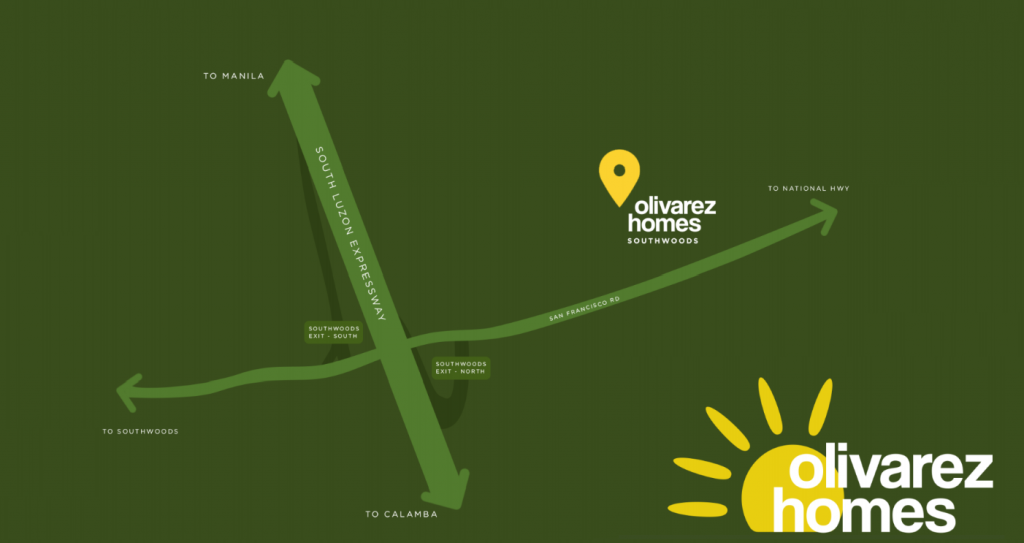 TO MANILA
SOUTH LUZON EXPRESSWAY
TO NATIONAL HWY
olivarez
homes
SOUTHWOODS
SAN FRANCISCO RD
SOUTHWOODS
EXIT - SOUTH
SOUTHWOODS
EXIT - NORTH
TO SOUTHWOODS
TO CALAMBA
olivarez
homes